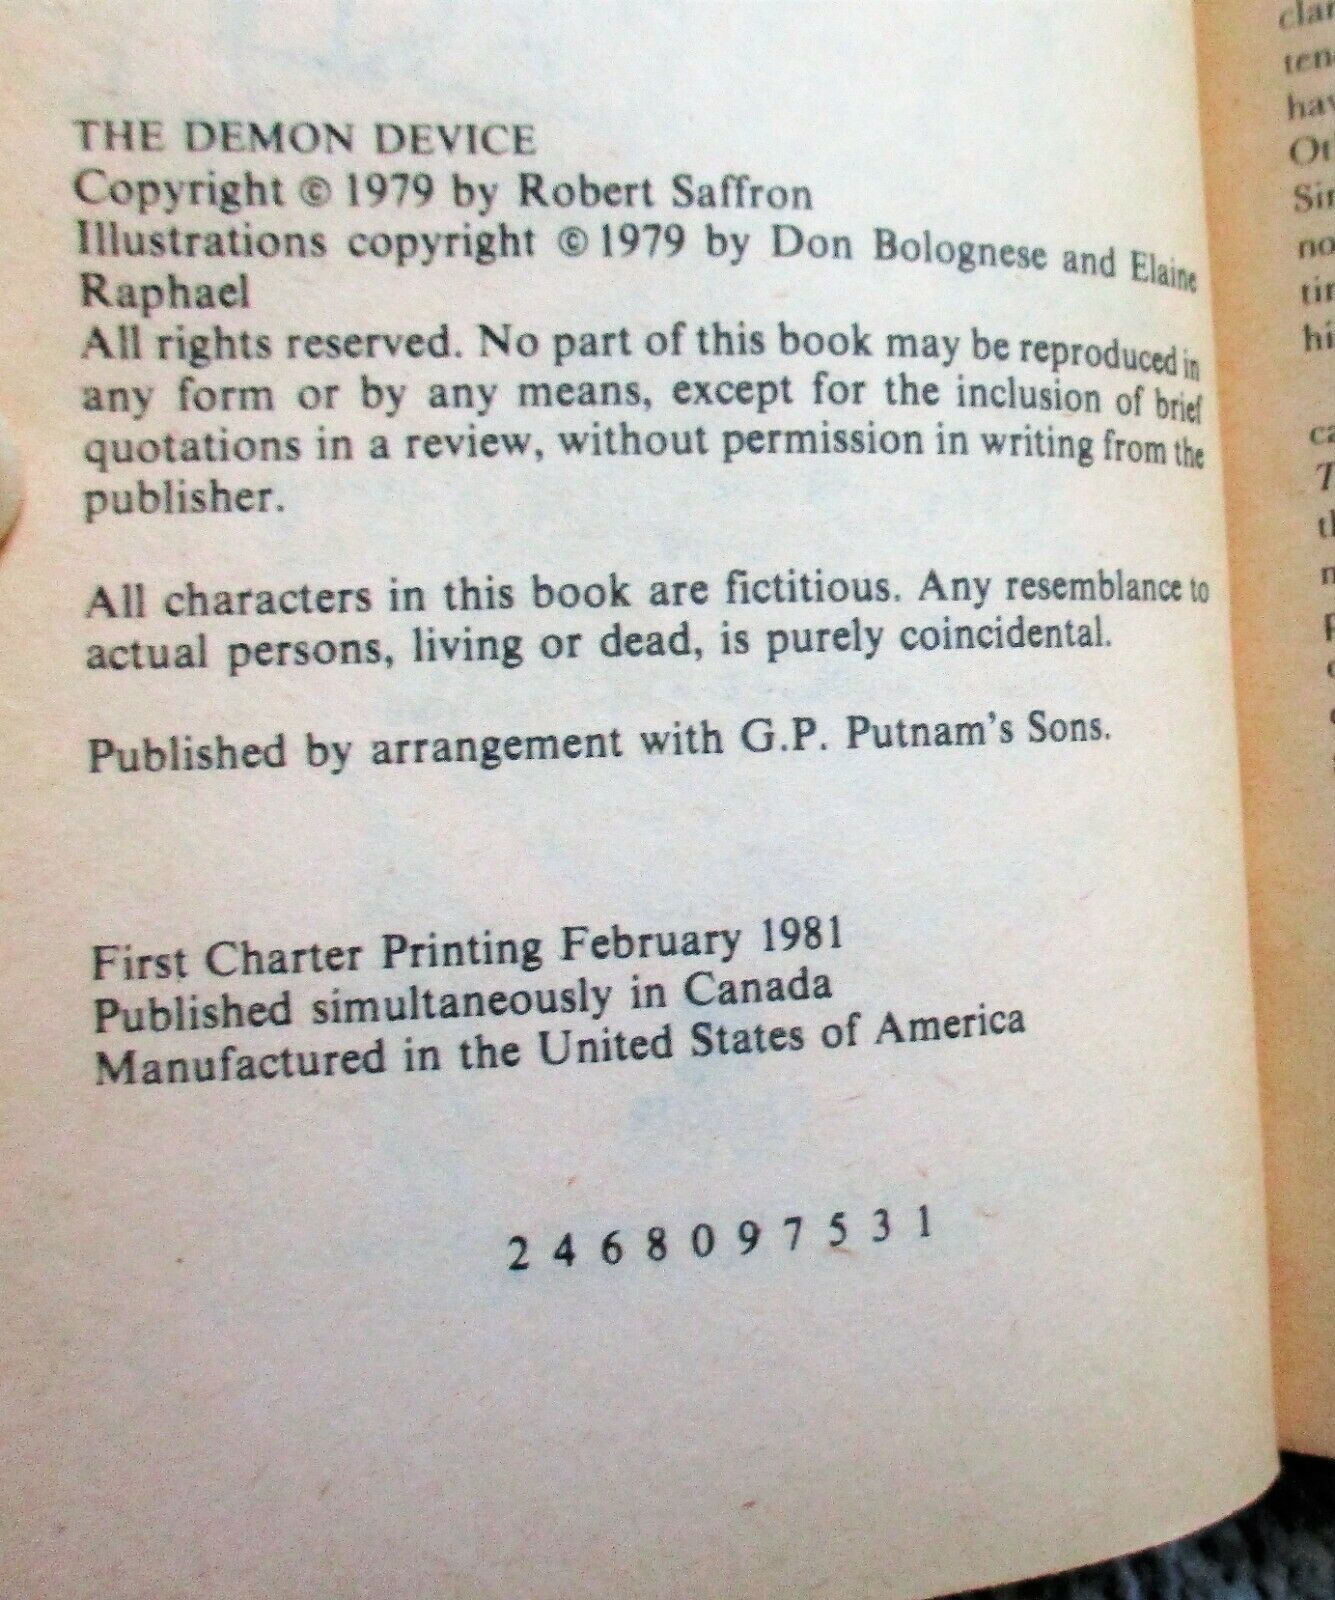 THE DEMON DEVICE
Copyright © 1979 by Robert Saffron
Illustrations copyright © 1979 by Don Bolognese and Elaine
Raphael
All rights reserved. No part of this book may be reproduced in
any form or by any means, except for the inclusion of brief
quotations in a review, without permission in writing from the
publisher.
All characters in this book are fictitious. Any resemblance to
actual persons, living or dead, is purely coincidental.
Published by arrangement with G.P. Putnam's Sons.
First Charter Printing February 1981
Published simultaneously in Canada
Manufactured in the United States of America
2 4 6 8 0 9 7 5 3 1